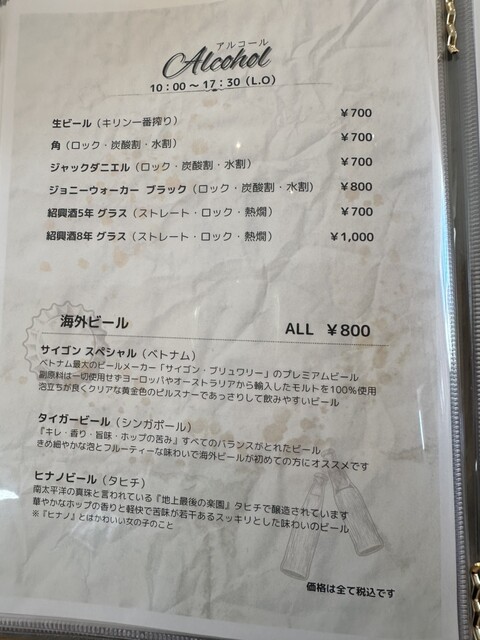 アルコール
Alcohol
10:00～17:30（L.O）
生ビール（キリン一番搾り） ￥700
角（ロック・炭酸割・水割） ￥700
ジャックダニエル（ロック・炭酸割・水割） ￥700
ジョニーウォーカー ブラック（ロック・炭酸割・水割） ￥800
紹興酒5年 グラス（ストレート・ロック・熱燗） ￥700
紹興酒8年 グラス（ストレート・ロック・熱燗） ￥1,000
海外ビール ALL ￥800
サイゴン スペシャル（ベトナム）
ベトナム最大のビールメーカー「サイゴン・ブリュワリー」のプレミアムビール
副原料は一切使用せずヨーロッパやオーストラリアから輸入したモルトを100％使用
泡立ちが良くクリアな黄金色のピルスナーであっさりして飲みやすいビール
タイガービール（シンガポール）
『キレ・香り・旨味・ホップの苦み』すべてのバランスがとれたビール
きめ細やかな泡とフルーティーな味わいで海外ビールが初めての方にオススメです
ヒナノビール（タヒチ）
南太平洋の真珠と言われている『地上最後の楽園』タヒチで醸造されています
華やかなホップの香りと軽快で苦味が若干あるスッキリとした味わいのビール
※『ヒナノ』とはかわいい女の子のこと
価格は全て税込です